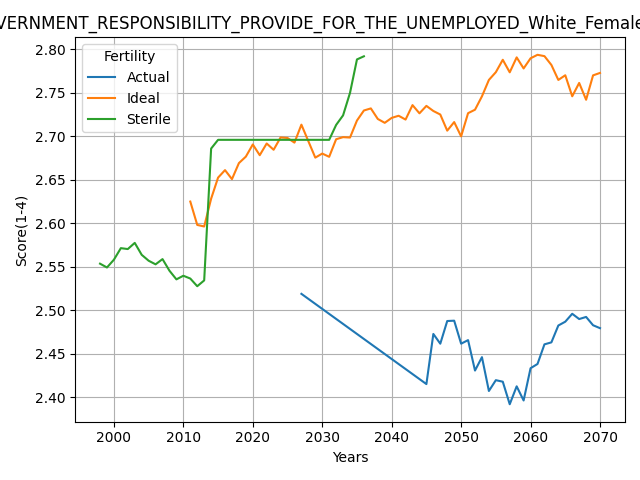 VERNMENT_RESPONSIBILITY_PROVIDE_FOR_THE_UNEMPLOYED_White_Female
Fertility
Actual
Ideal
Sterile
Score(1-4)
2.80
2.75
2.70
2.65
2.60
2.55
2.50
2.45
2.40
2000 2010 2020 2030 2040 2050 2060 2070
Years